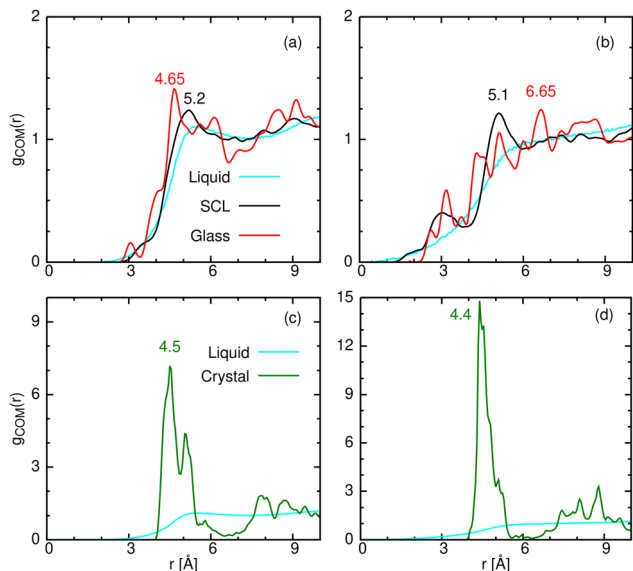 2
(a)
4.65
5.2
1
Liquid
SCL
Glass
0
0 3 6 9
g_COM(r)
2
(b)
5.1
6.65
1
0
0 3 6 9
9
(c)
4.5
Liquid
Crystal
6
3
0
0 3 6 9
g_COM(r)
r [Å]
15
(d)
4.4
12
9
6
3
0
0 3 6 9
r [Å]